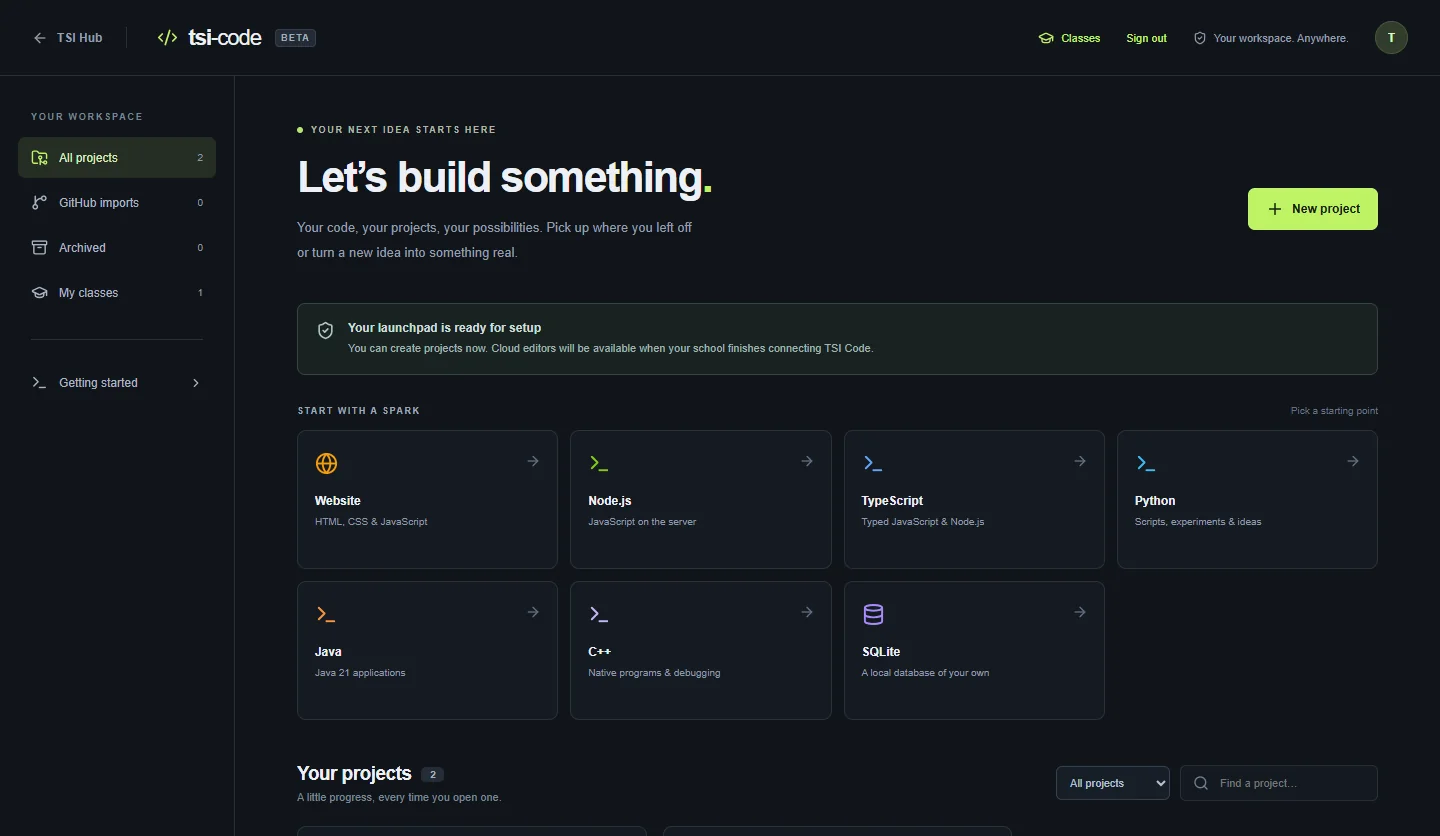 TSI Hub
</> tsi-code BETA
Classes
Sign out
Your workspace. Anywhere.
T
YOUR WORKSPACE
All projects 2
GitHub imports 0
Archived 0
My classes 1
Getting started
YOUR NEXT IDEA STARTS HERE
Let’s build something.
Your code, your projects, your possibilities. Pick up where you left off
or turn a new idea into something real.
New project
Your launchpad is ready for setup
You can create projects now. Cloud editors will be available when your school finishes connecting TSI Code.
START WITH A SPARK
Pick a starting point
Website
HTML, CSS & JavaScript
Node.js
JavaScript on the server
TypeScript
Typed JavaScript & Node.js
Python
Scripts, experiments & ideas
Java
Java 21 applications
C++
Native programs & debugging
SQLite
A local database of your own
Your projects 2
A little progress, every time you open one.
All projects
Find a project...